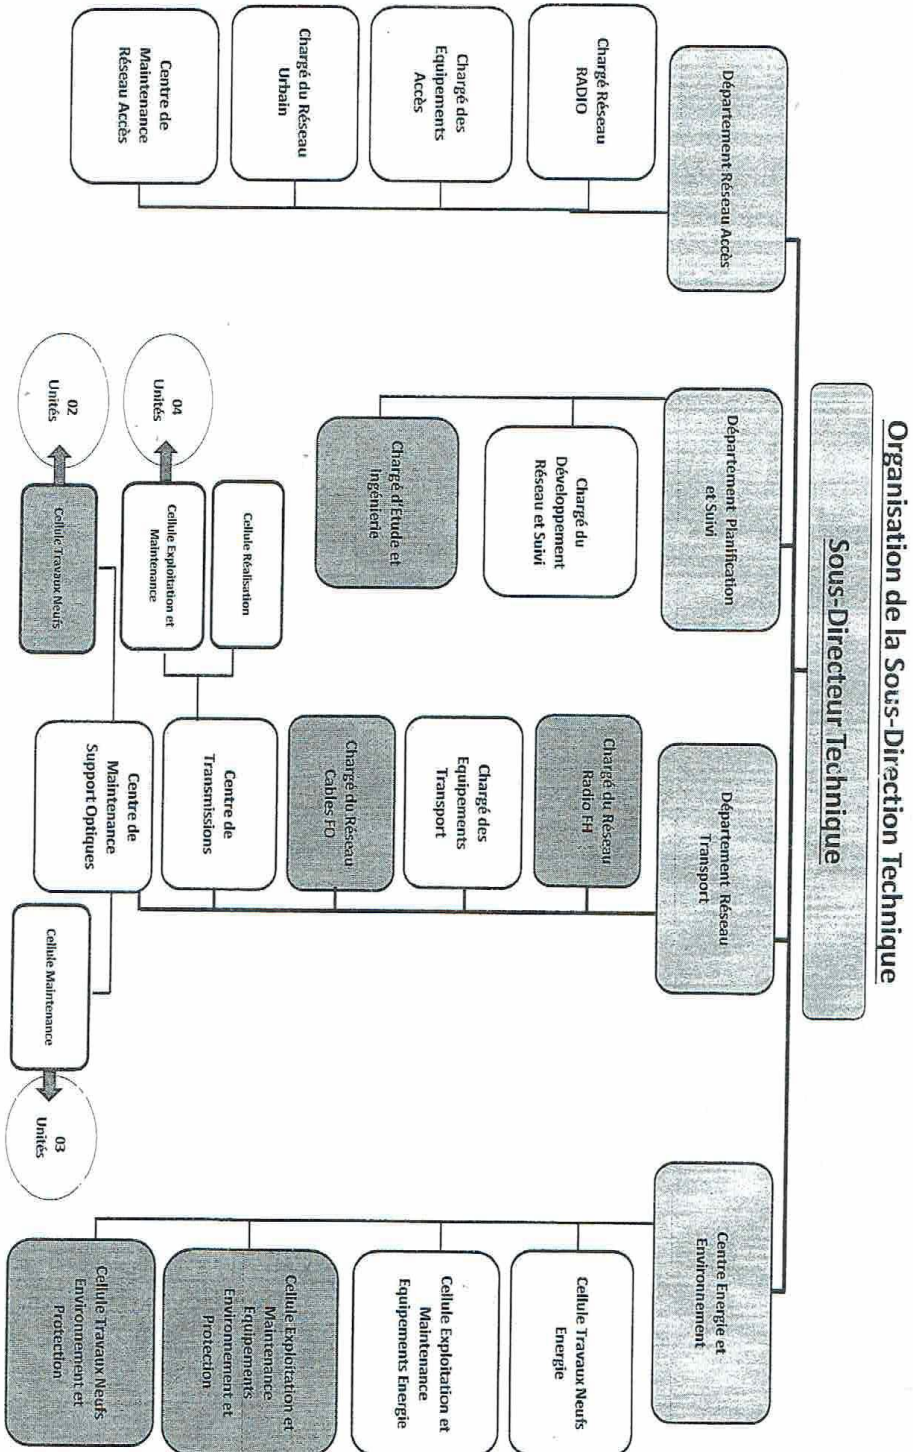 Organisation de la Sous-Direction Technique
Sous-Directeur Technique
Département Réseau Accès
Chargé Réseau
RADIO
Chargé des
Equipements
Accès
Chargé du Réseau
Urbain
Centre de
Maintenance
Réseau Accès
Département Planification
et Suivi
Chargé du
Développement
Réseau et Suivi
Chargé d'Etude et
Ingénierie
Département Réseau
Transport
Chargé du Réseau
Radio FH
Chargé des
Equipements
Transport
Chargé du Réseau
Cables FO
Centre de
Transmissions
Cellule Réalisation
Cellule Exploitation et
Maintenance
04
Unités
Centre de
Maintenance
Support Optiques
Cellule Travaux Neufs
02
Unités
Cellule Maintenance
03
Unités
Centre Energie et
Environnement
Cellule Travaux Neufs
Energie
Cellule Exploitation et
Maintenance
Equipements Energie
Cellule Exploitation et
Maintenance
Equipements
Environnement et
Protection
Cellule Travaux Neufs
Environnement et
Protection